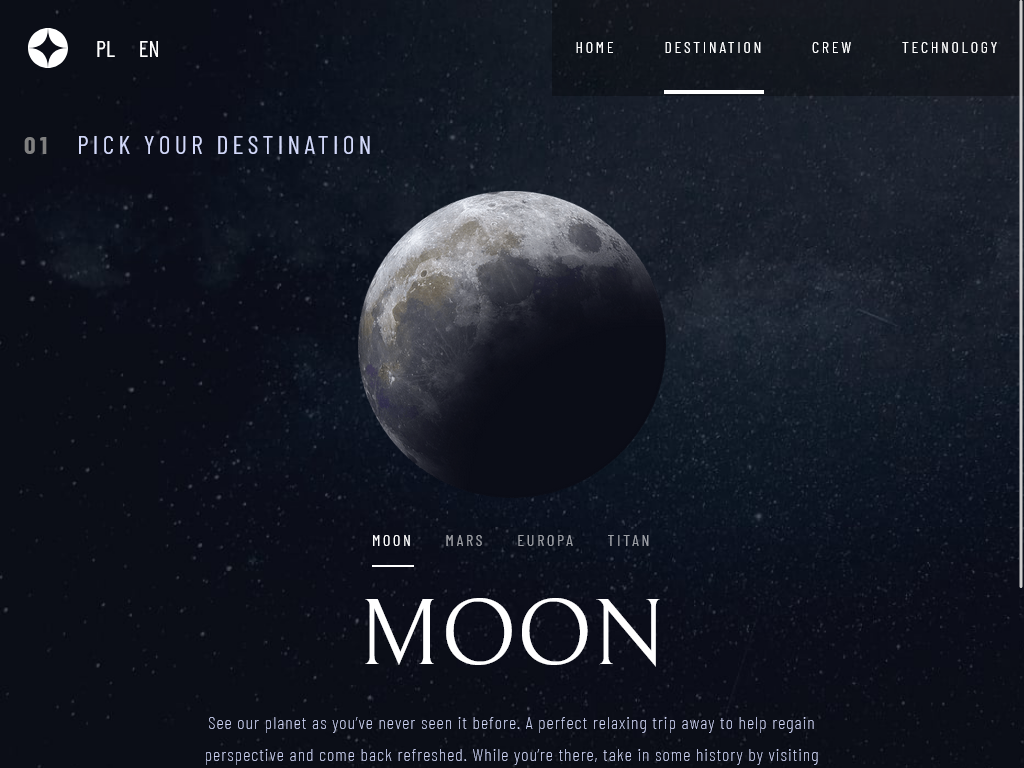 PL EN
HOME DESTINATION CREW TECHNOLOGY
01 PICK YOUR DESTINATION
MOON MARS EUROPA TITAN
MOON
See our planet as you’ve never seen it before. A perfect relaxing trip away to help regain
perspective and come back refreshed. While you’re there, take in some history by visiting